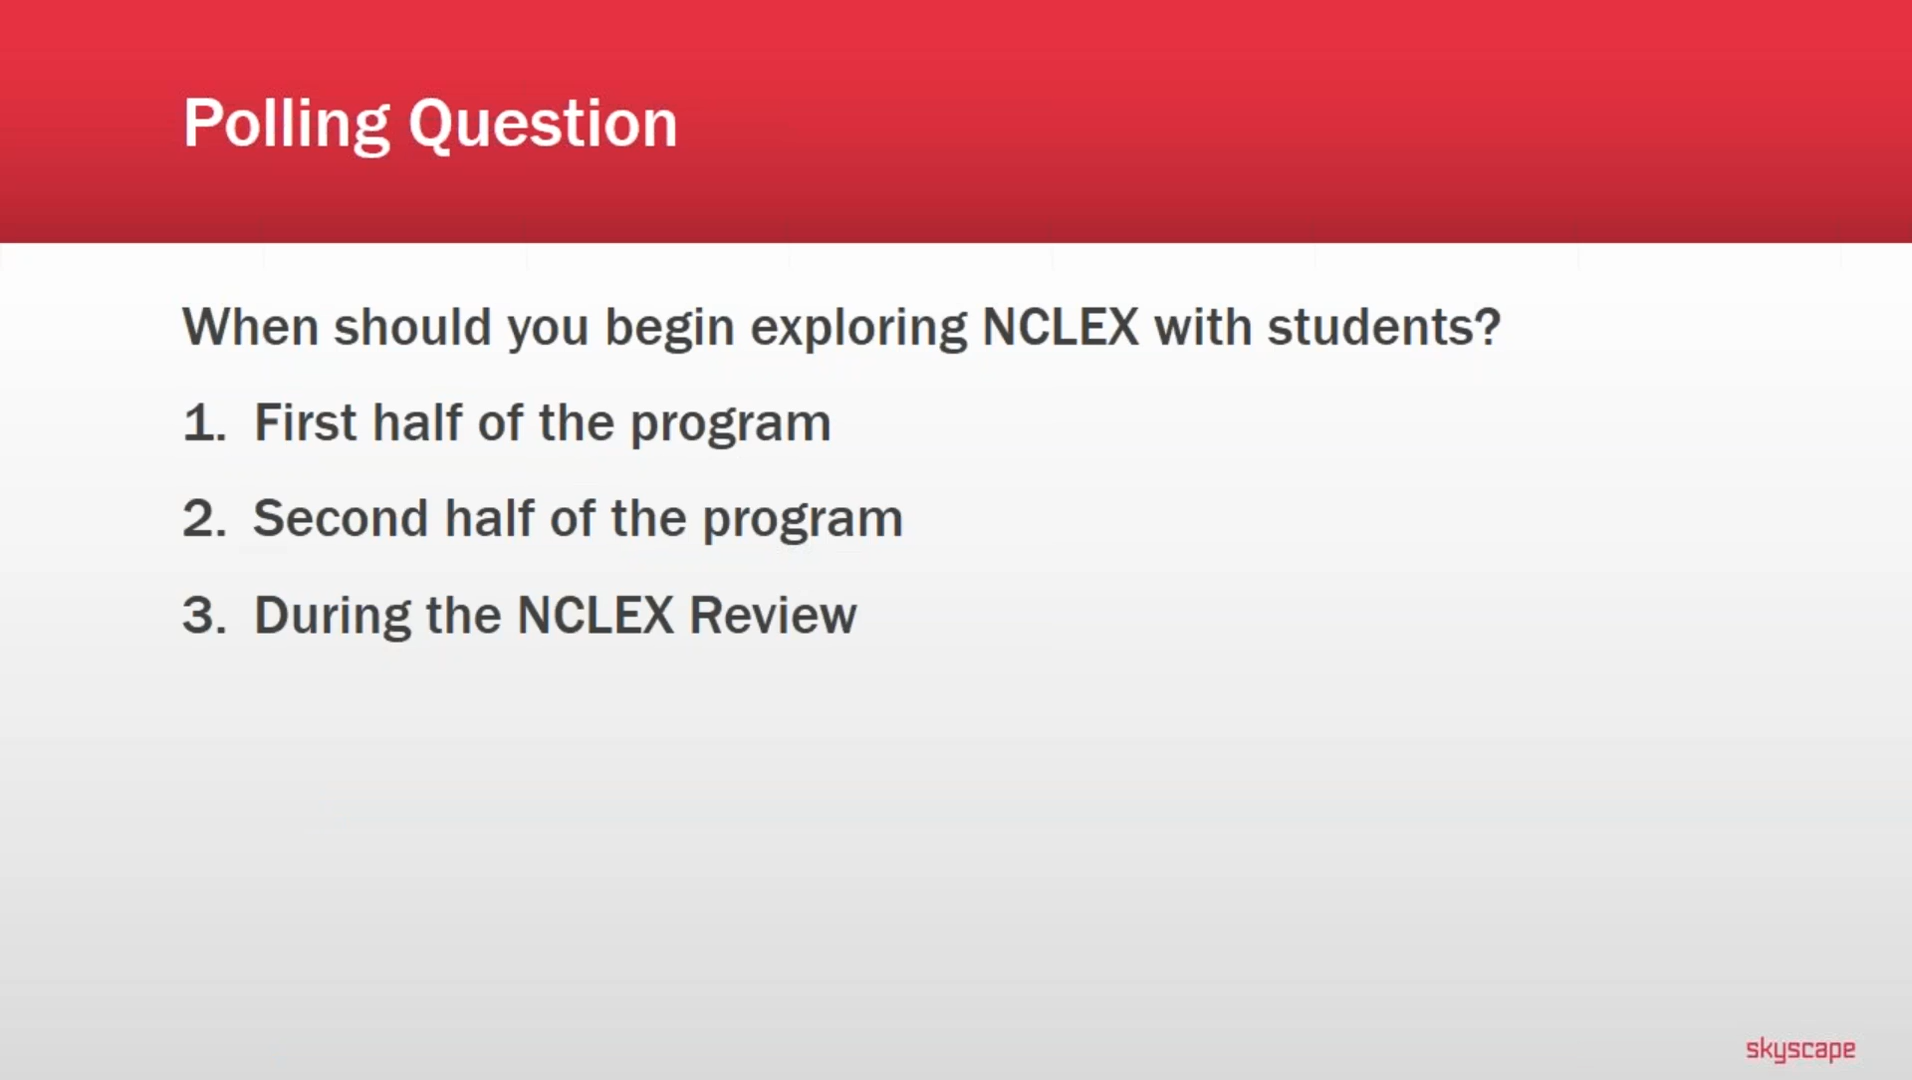 Polling Question
When should you begin exploring NCLEX with students?
1. First half of the program
2. Second half of the program
3. During the NCLEX Review
skyscape